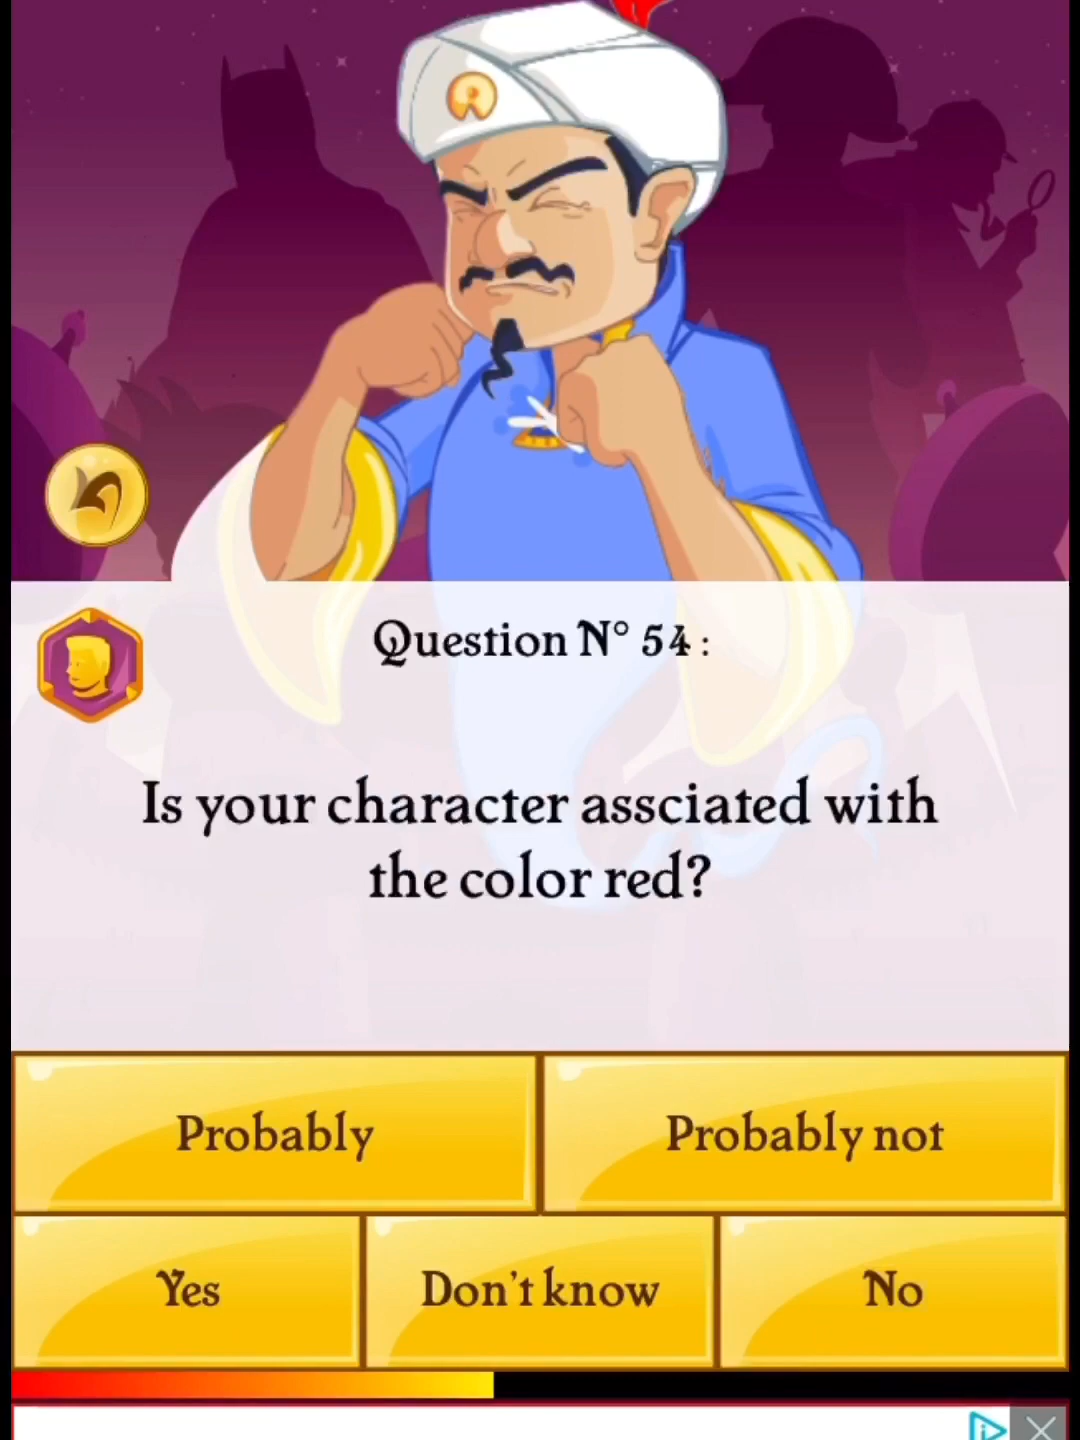 Question N° 54 :
Is your character assciated with
the color red?
Probably
Probably not
Yes
Don't know
No